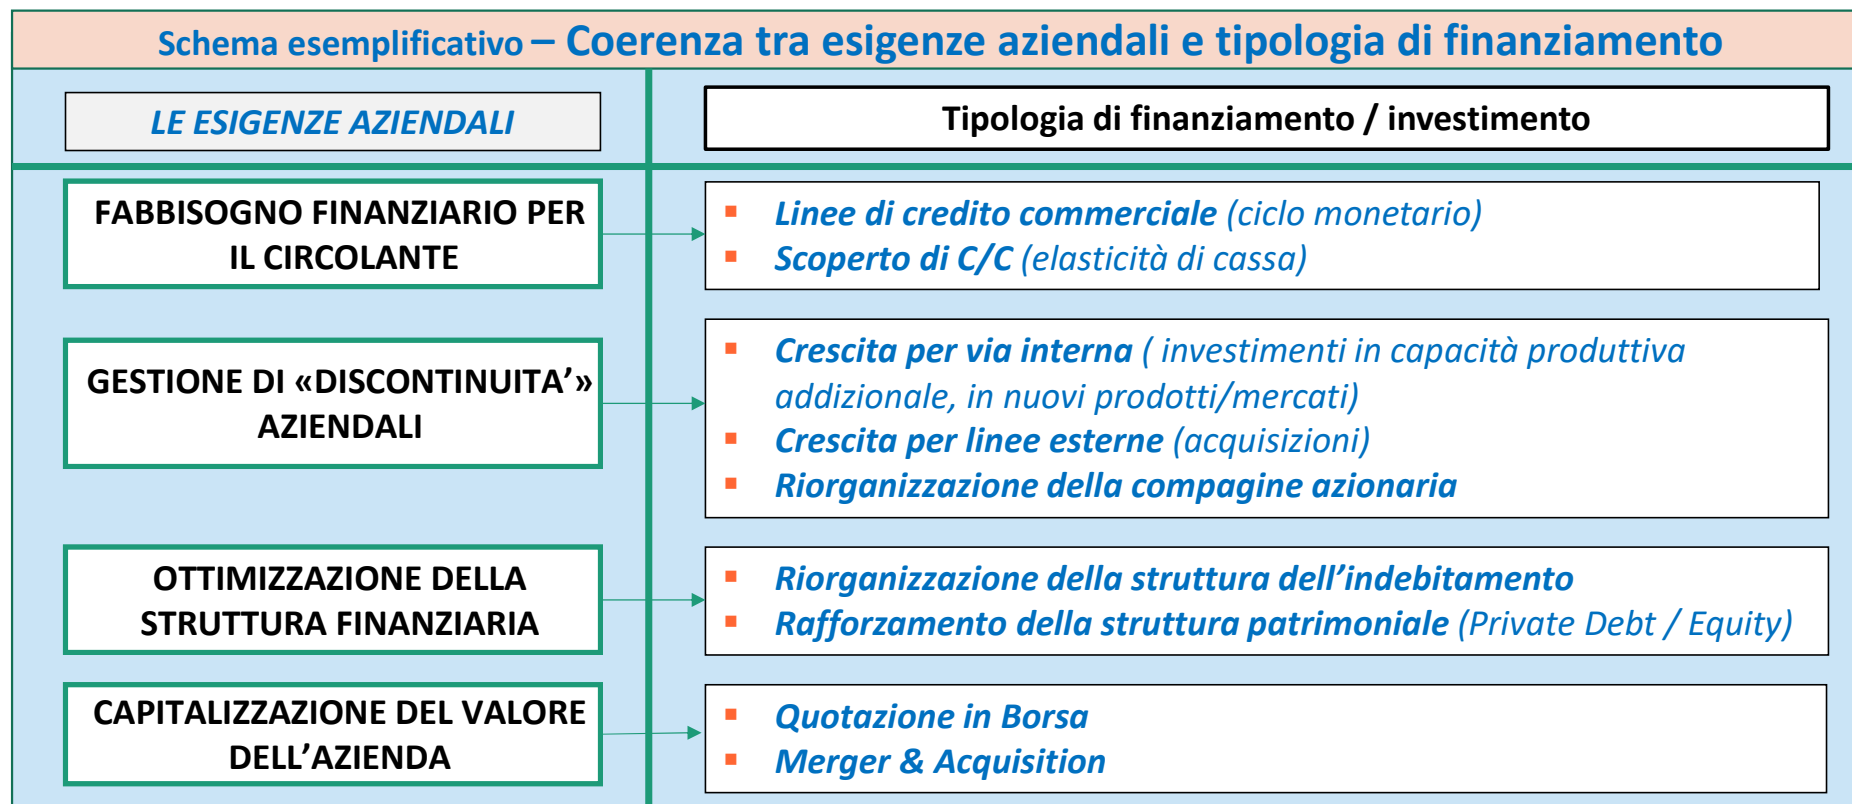 Schema esemplificativo – Coerenza tra esigenze aziendali e tipologia di finanziamento
LE ESIGENZE AZIENDALI
Tipologia di finanziamento / investimento
FABBISOGNO FINANZIARIO PER
IL CIRCOLANTE
▪ Linee di credito commerciale (ciclo monetario)
▪ Scoperto di C/C (elasticità di cassa)
GESTIONE DI «DISCONTINUITA’»
AZIENDALI
▪ Crescita per via interna ( investimenti in capacità produttiva
addizionale, in nuovi prodotti/mercati)
▪ Crescita per linee esterne (acquisizioni)
▪ Riorganizzazione della compagine azionaria
OTTIMIZZAZIONE DELLA
STRUTTURA FINANZIARIA
▪ Riorganizzazione della struttura dell’indebitamento
▪ Rafforzamento della struttura patrimoniale (Private Debt / Equity)
CAPITALIZZAZIONE DEL VALORE
DELL’AZIENDA
▪ Quotazione in Borsa
▪ Merger & Acquisition